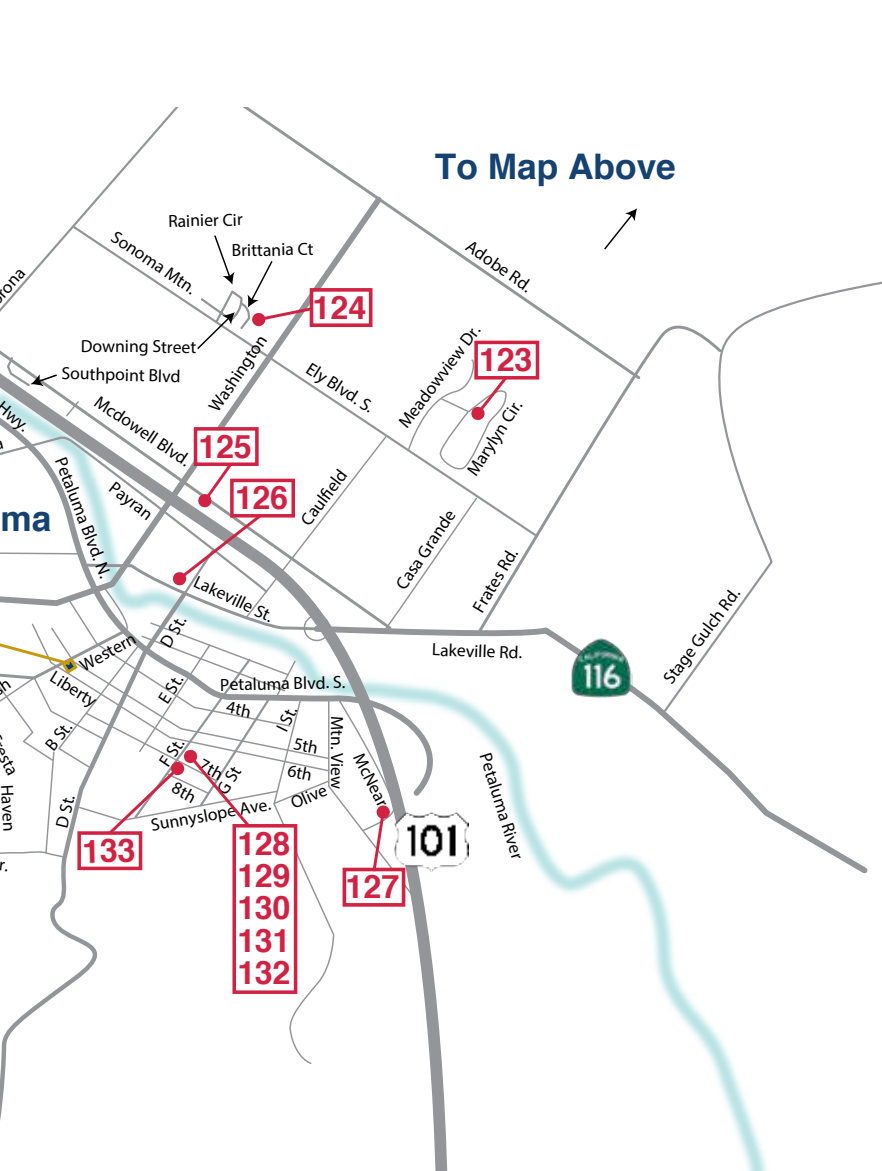 To Map Above
Rainier Cir
Brittania Ct
Sonoma Mtn.
Adobe Rd.
124
Downing Street
Southpoint Blvd
Washington
Ely Blvd. S.
Meadowview Dr.
123
Marylyn Cir.
Hwy.
Mcdowell Blvd.
125
126
Payran
Caulfield
Casa Grande
Frates Rd.
ma
Petaluma Blvd. N.
Lakeville St.
D St.
Lakeville Rd.
Stage Gulch Rd.
CALIFORNIA
116
Western
Liberty
E St.
Petaluma Blvd. S.
4th
I St.
B St.
5th
Mtn. View
F St.
7th
G St
6th
McNear
8th
Olive
Haven
D St.
Sunnyslope Ave.
Petaluma River
101
133
128
129
130
131
132
127
r.